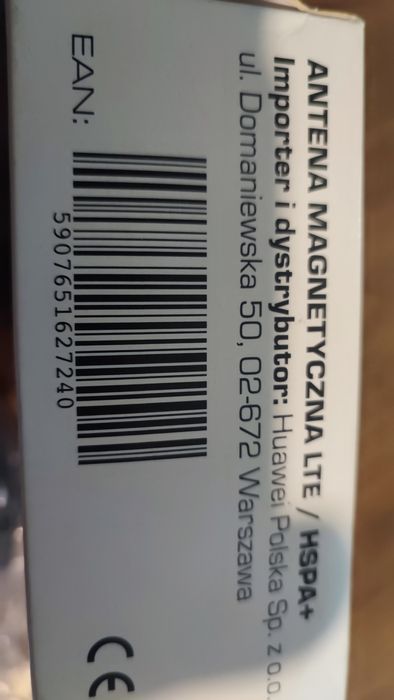 ANTENA MAGNETYCZNA LTE / HSPA+
Importer i dystrybutor: Huawei Polska Sp. z o.o.
ul. Domaniewska 50, 02-672 Warszawa
EAN:
5907651627240
CE